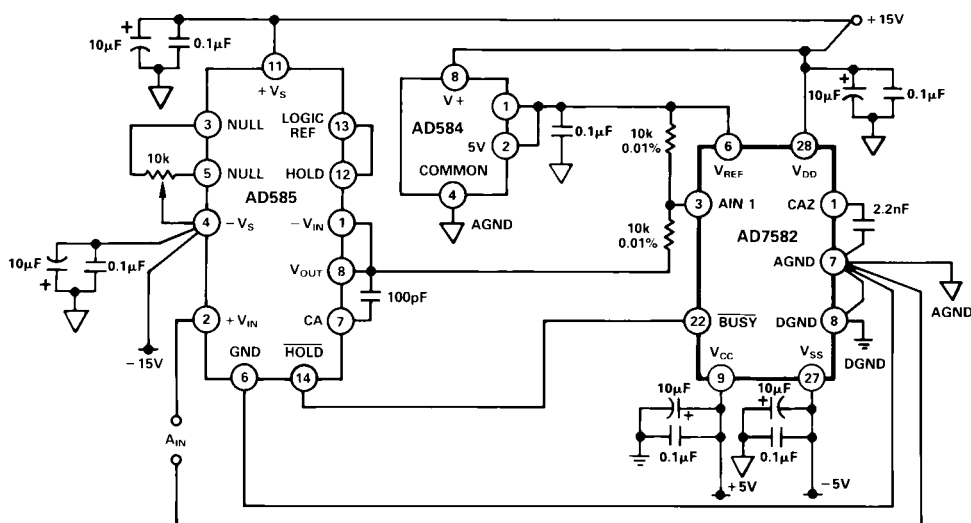 +15V
10μF
0.1μF
11
+VS
8
V+
1
AD584
2
5V
COMMON
4
AGND
0.1μF
10k
0.01%
10k
0.01%
10μF
0.1μF
3
NULL
LOGIC
REF
13
10k
5
NULL
HOLD
12
AD585
4
−VS
−VIN
1
10μF
0.1μF
VOUT
8
100pF
2
+VIN
CA
7
−15V
GND
HOLD
6
14
AIN
6
28
VREF
VDD
3
AIN 1
CAZ
1
2.2nF
AD7582
AGND
7
AGND
22
BUSY
DGND
8
DGND
VCC
VSS
9
27
10μF
0.1μF
+5V
10μF
0.1μF
−5V